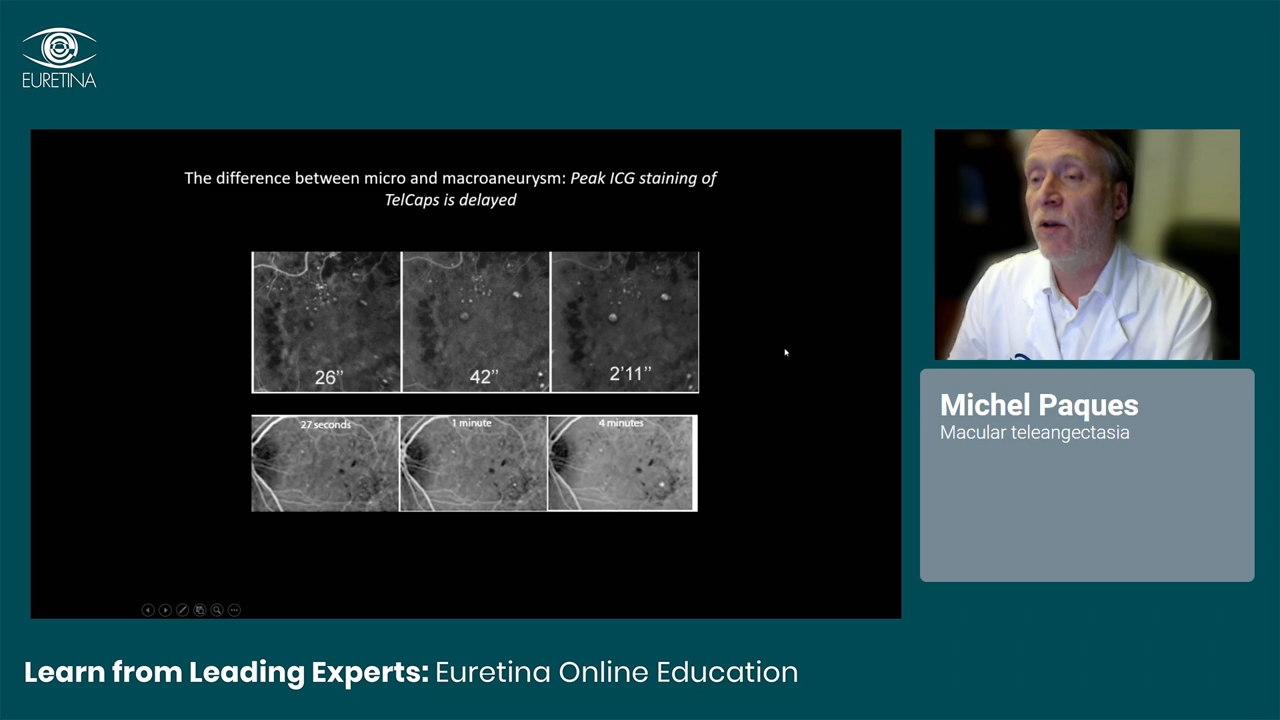 EURETINA
The difference between micro and macroaneurysm: Peak ICG staining of
TelCaps is delayed
26’’
42’’
2’11’’
27 seconds
1 minute
4 minutes
Michel Paques
Macular teleangectasia
Learn from Leading Experts: Euretina Online Education